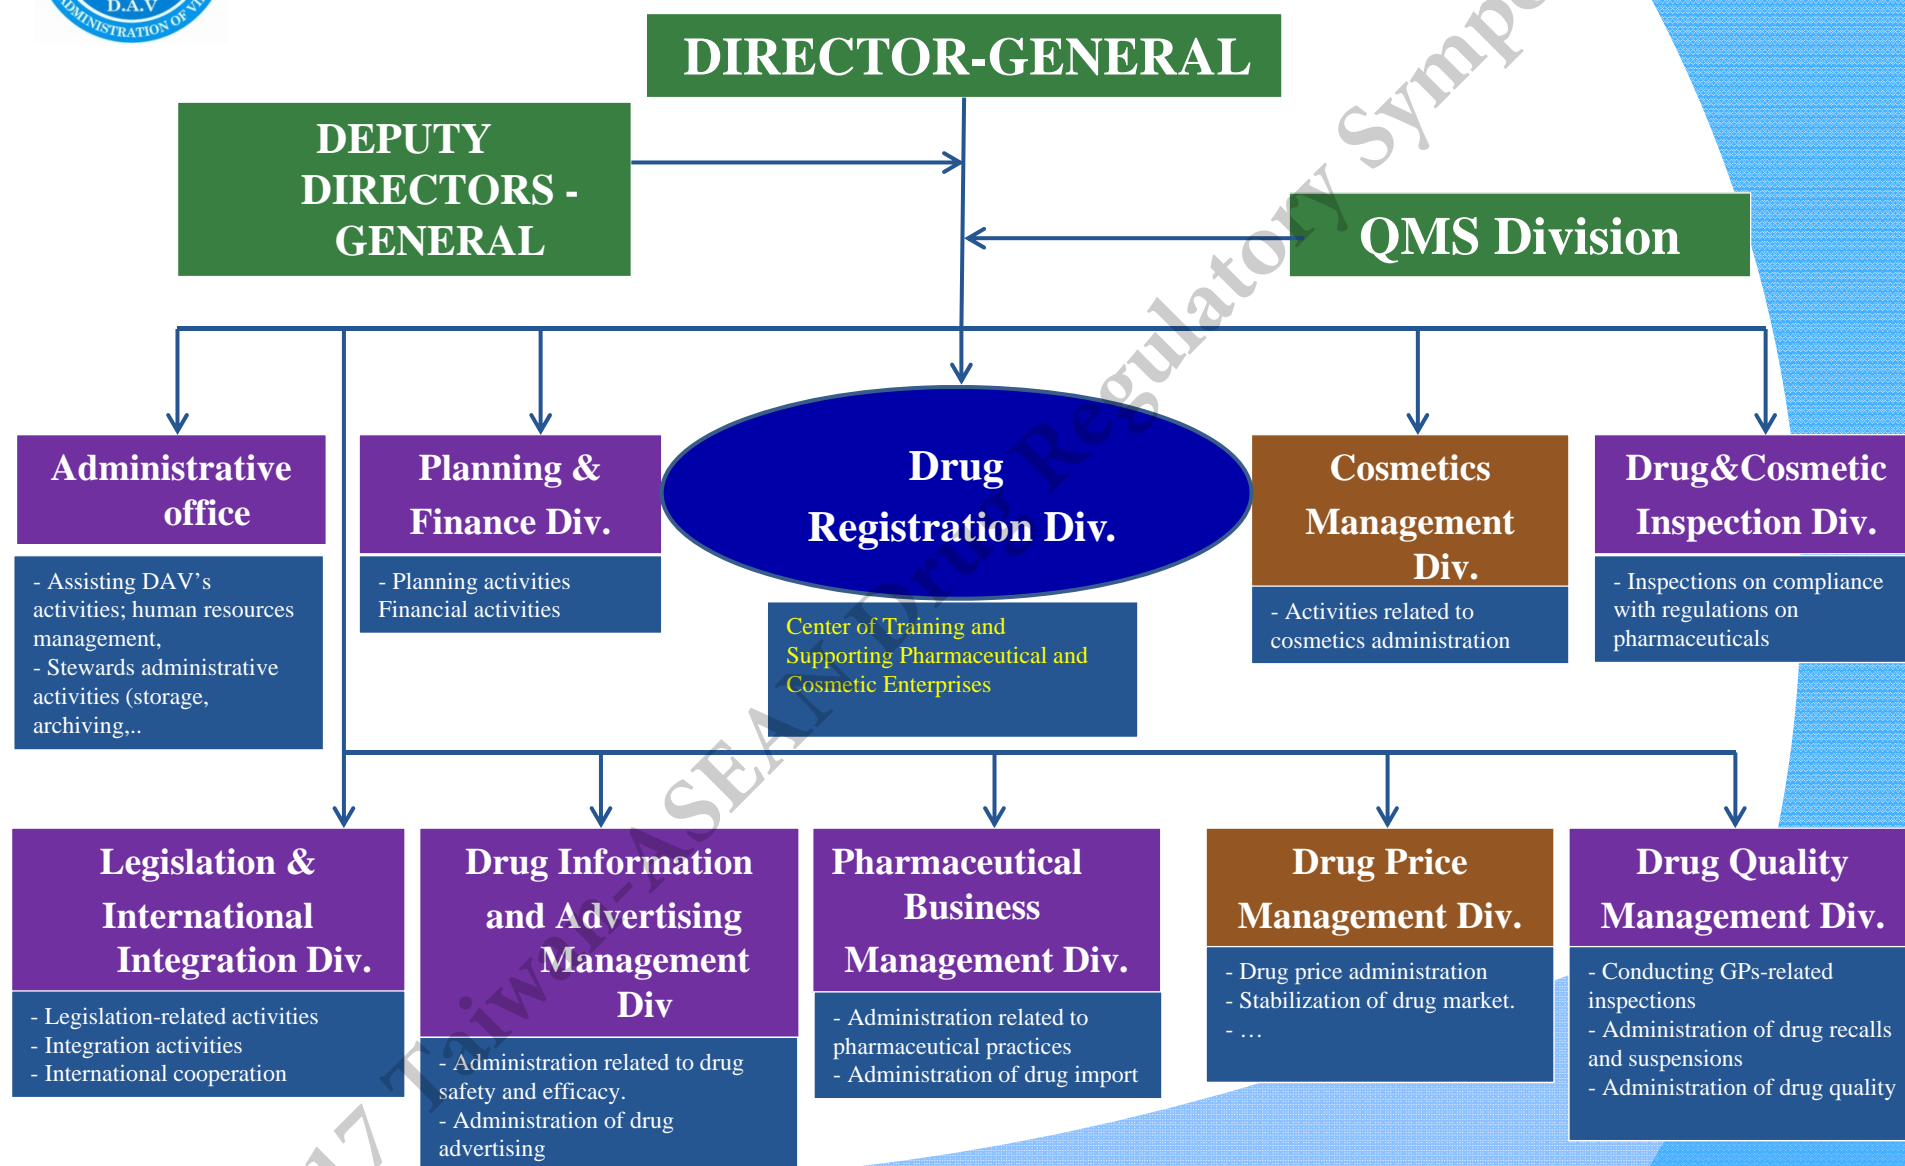 D.A.V
DIRECTOR-GENERAL
DEPUTY
DIRECTORS -
GENERAL
QMS Division
Administrative
office
- Assisting DAV's
activities; human resources
management,
- Stewards administrative
activities (storage,
archiving,..
Planning &
Finance Div.
- Planning activities
Financial activities
Drug
Registration Div.
Center of Training and
Supporting Pharmaceutical and
Cosmetic Enterprises
Cosmetics
Management
Div.
- Activities related to
cosmetics administration
Drug&Cosmetic
Inspection Div.
- Inspections on compliance
with regulations on
pharmaceuticals
Legislation &
International
Integration Div.
- Legislation-related activities
- Integration activities
- International cooperation
Drug Information
and Advertising
Management
Div
- Administration related to drug
safety and efficacy.
- Administration of drug
advertising
Pharmaceutical
Business
Management Div.
- Administration related to
pharmaceutical practices
- Administration of drug import
Drug Price
Management Div.
- Drug price administration
- Stabilization of drug market.
- …
Drug Quality
Management Div.
- Conducting GPs-related
inspections
- Administration of drug recalls
and suspensions
- Administration of drug quality
Taiwan-ASEAN Drug Regulatory